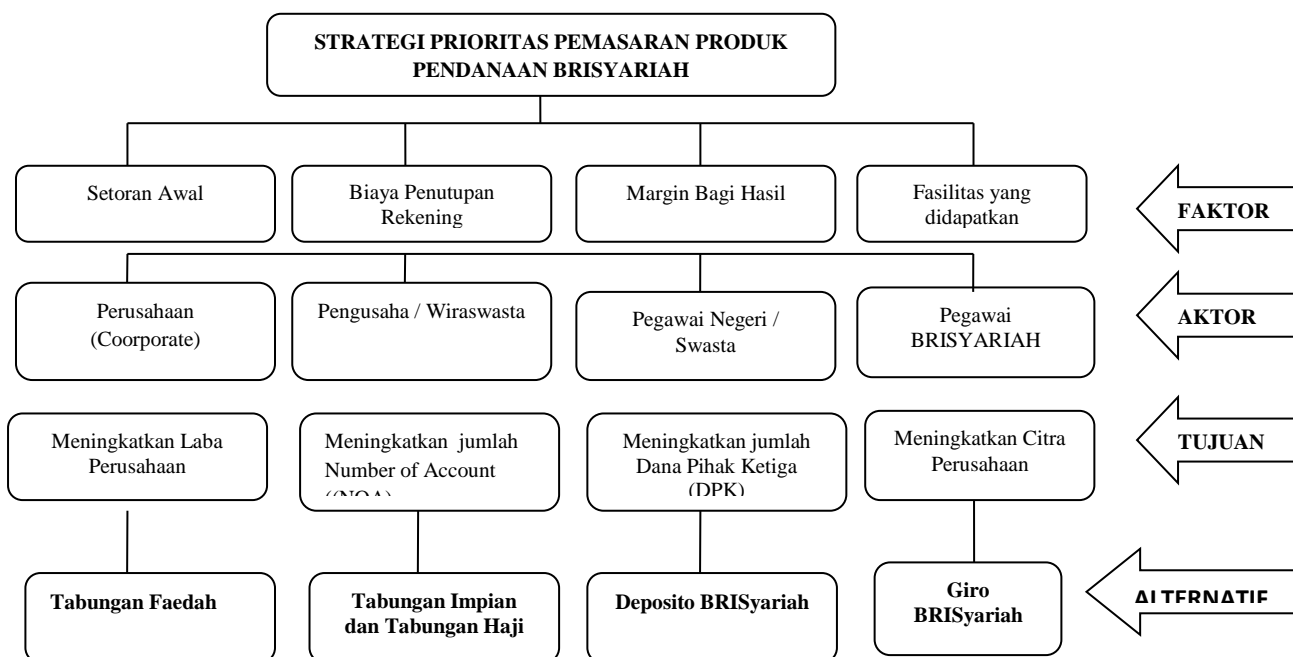 STRATEGI PRIORITAS PEMASARAN PRODUK
PENDANAAN BRISYARIAH
Setoran Awal
Biaya Penutupan
Rekening
Margin Bagi Hasil
Fasilitas yang
didapatkan
FAKTOR
Perusahaan
(Coorporate)
Pengusaha / Wiraswasta
Pegawai Negeri /
Swasta
Pegawai
BRISYARIAH
AKTOR
Meningkatkan Laba
Perusahaan
Meningkatkan jumlah
Number of Account
((NOA)
Meningkatkan jumlah
Dana Pihak Ketiga
(DPK)
Meningkatkan Citra
Perusahaan
TUJUAN
Tabungan Faedah
Tabungan Impian
dan Tabungan Haji
Deposito BRISyariah
Giro
BRISyariah
ALTERNATIF